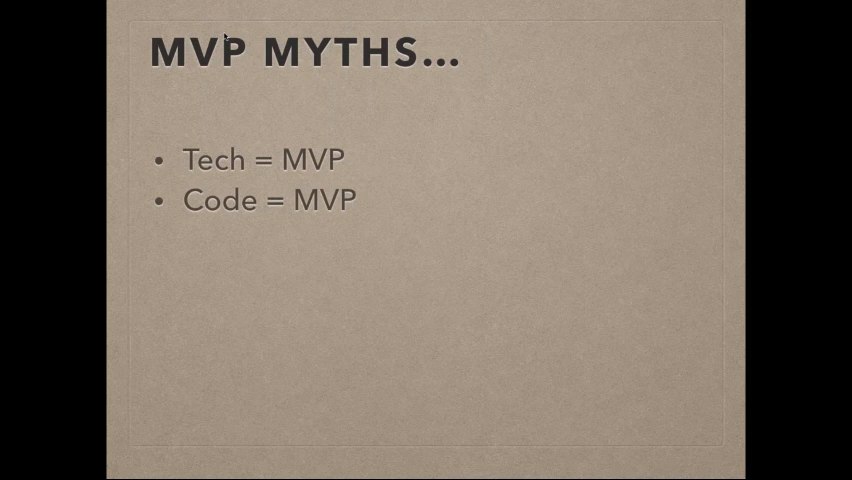 MVP MYTHS...
• Tech = MVP
• Code = MVP